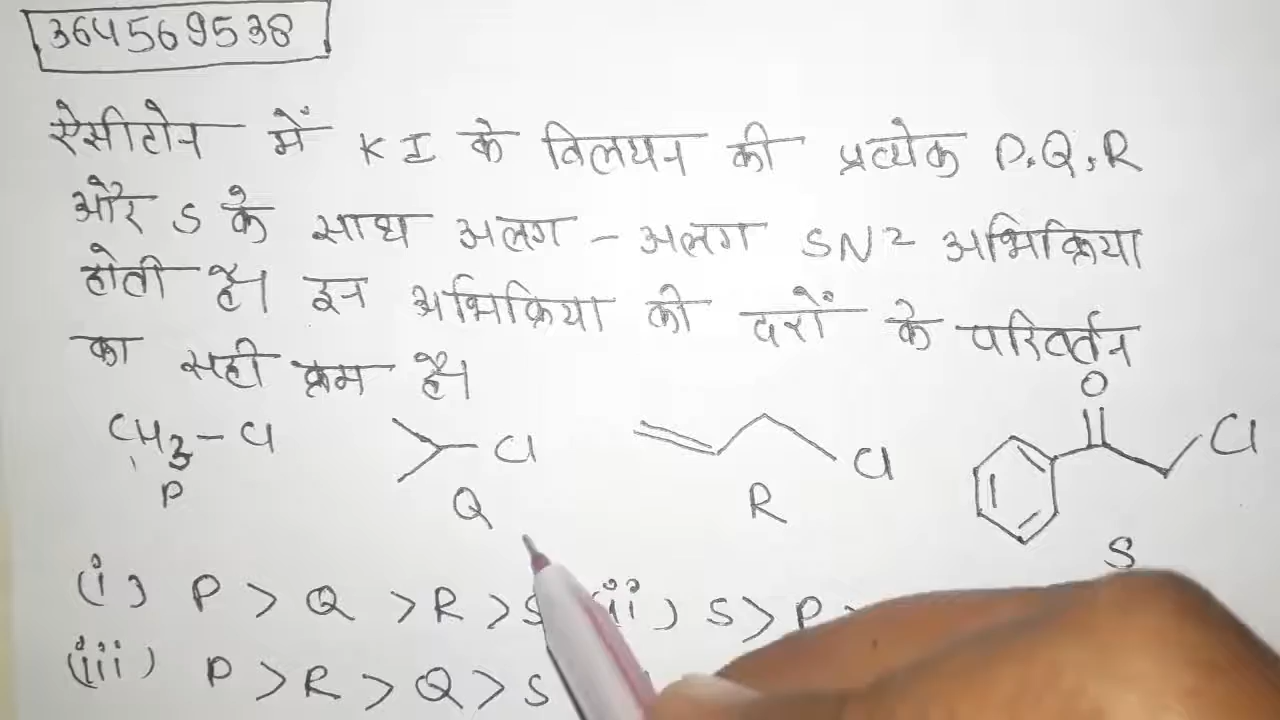 364569538
ऐसीटोन में KI के विलयन की प्रत्येक P,Q,R
और S के साथ अलग - अलग SN2 अभिक्रिया
होती है। इन अभिक्रिया की दरों के परिवर्तन
का सही क्रम है।
O
CH3-Cl Cl Cl Cl
P Q R S
(i) P > Q > R > S (ii) S > P
(iii) P > R > Q > S